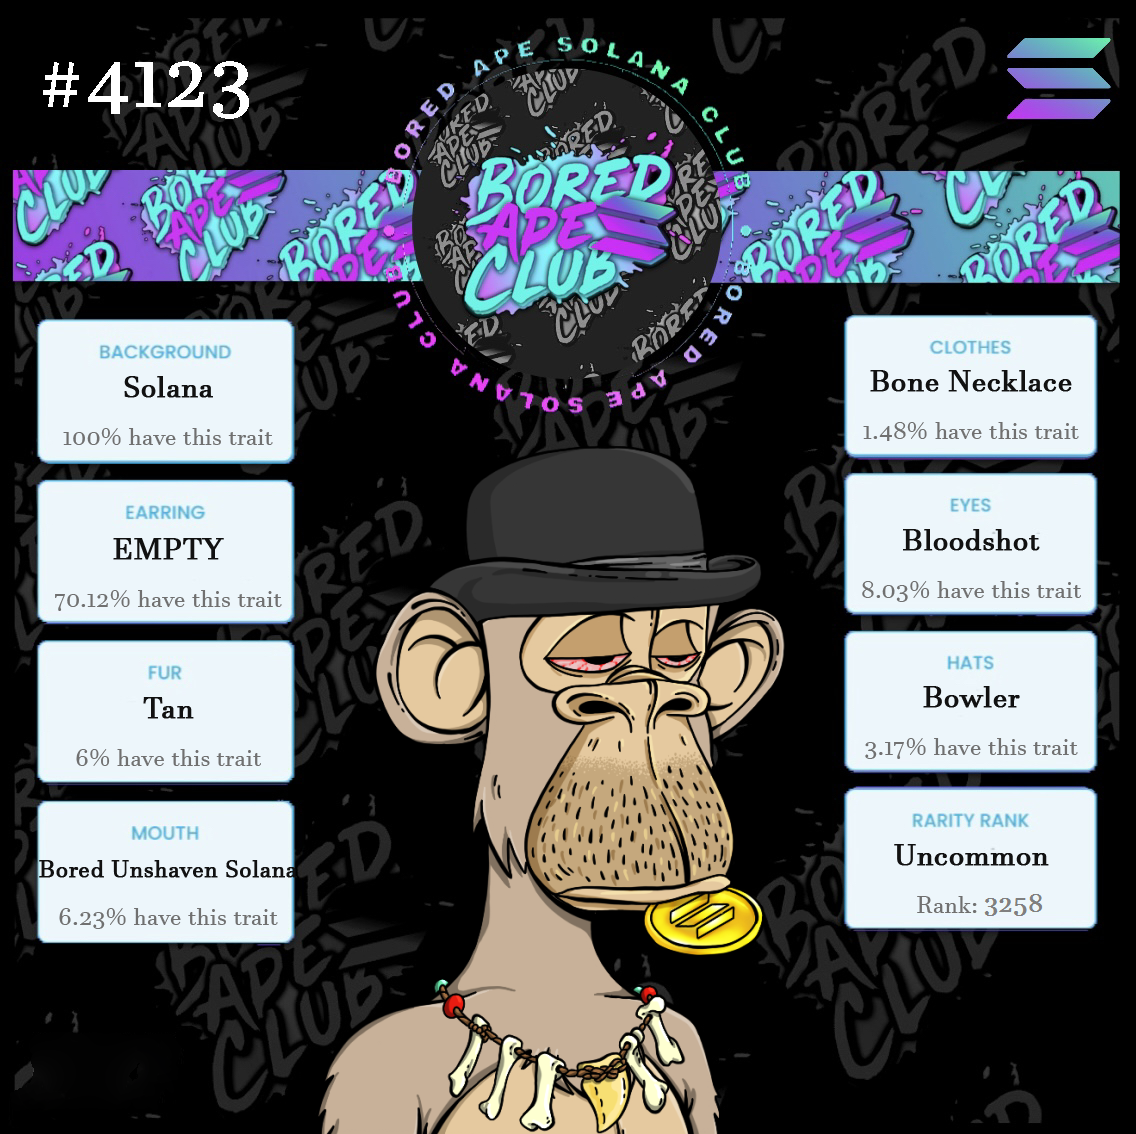 #4123
BORED APE SOLANA CLUB
BORED APE SOLANA CLUB
BORED
APE
CLUB
BACKGROUND
Solana
100% have this trait
EARRING
EMPTY
70.12% have this trait
FUR
Tan
6% have this trait
MOUTH
Bored Unshaven Solana
6.23% have this trait
CLOTHES
Bone Necklace
1.48% have this trait
EYES
Bloodshot
8.03% have this trait
HATS
Bowler
3.17% have this trait
RARITY RANK
Uncommon
Rank: 3258